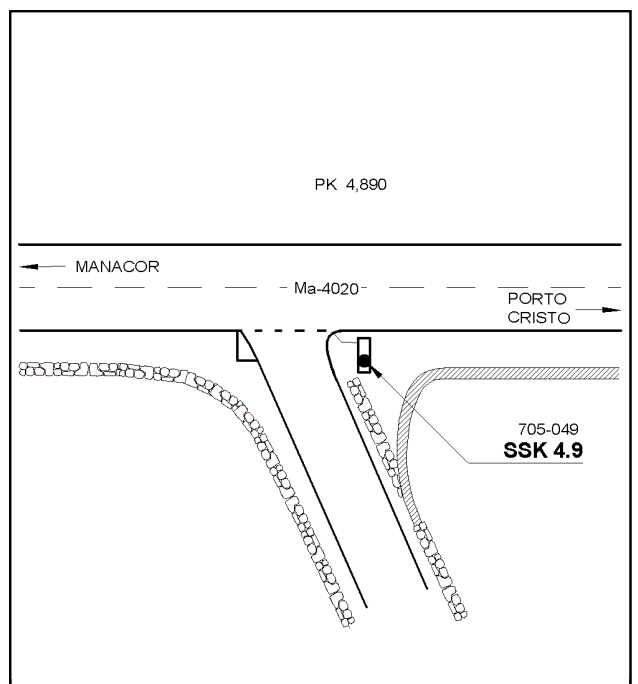 PK 4,890
MANACOR
Ma-4020
PORTO
CRISTO
705-049
SSK 4.9